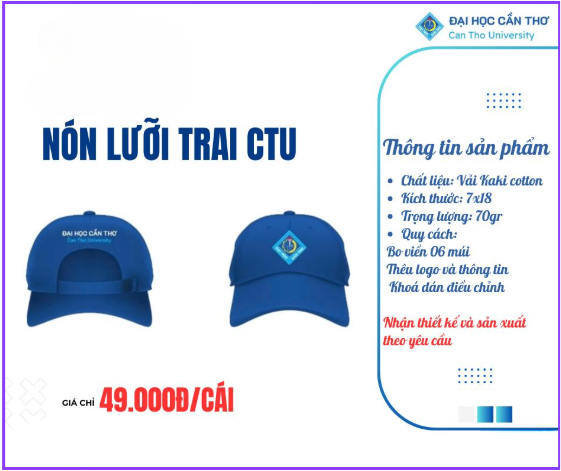 ĐẠI HỌC CẦN THƠ
Can Tho University
NÓN LƯỠI TRAI CTU
ĐẠI HỌC CẦN THƠ
Can Tho University
GIÁ CHỈ 49.000Đ/CÁI
Thông tin sản phẩm
• Chất liệu: Vải Kaki cotton
• Kích thước: 7x18
• Trọng lượng: 70gr
• Quy cách:
Bo viền 06 múi
Thêu logo và thông tin
Khoá dán điều chỉnh
Nhận thiết kế và sản xuất
theo yêu cầu